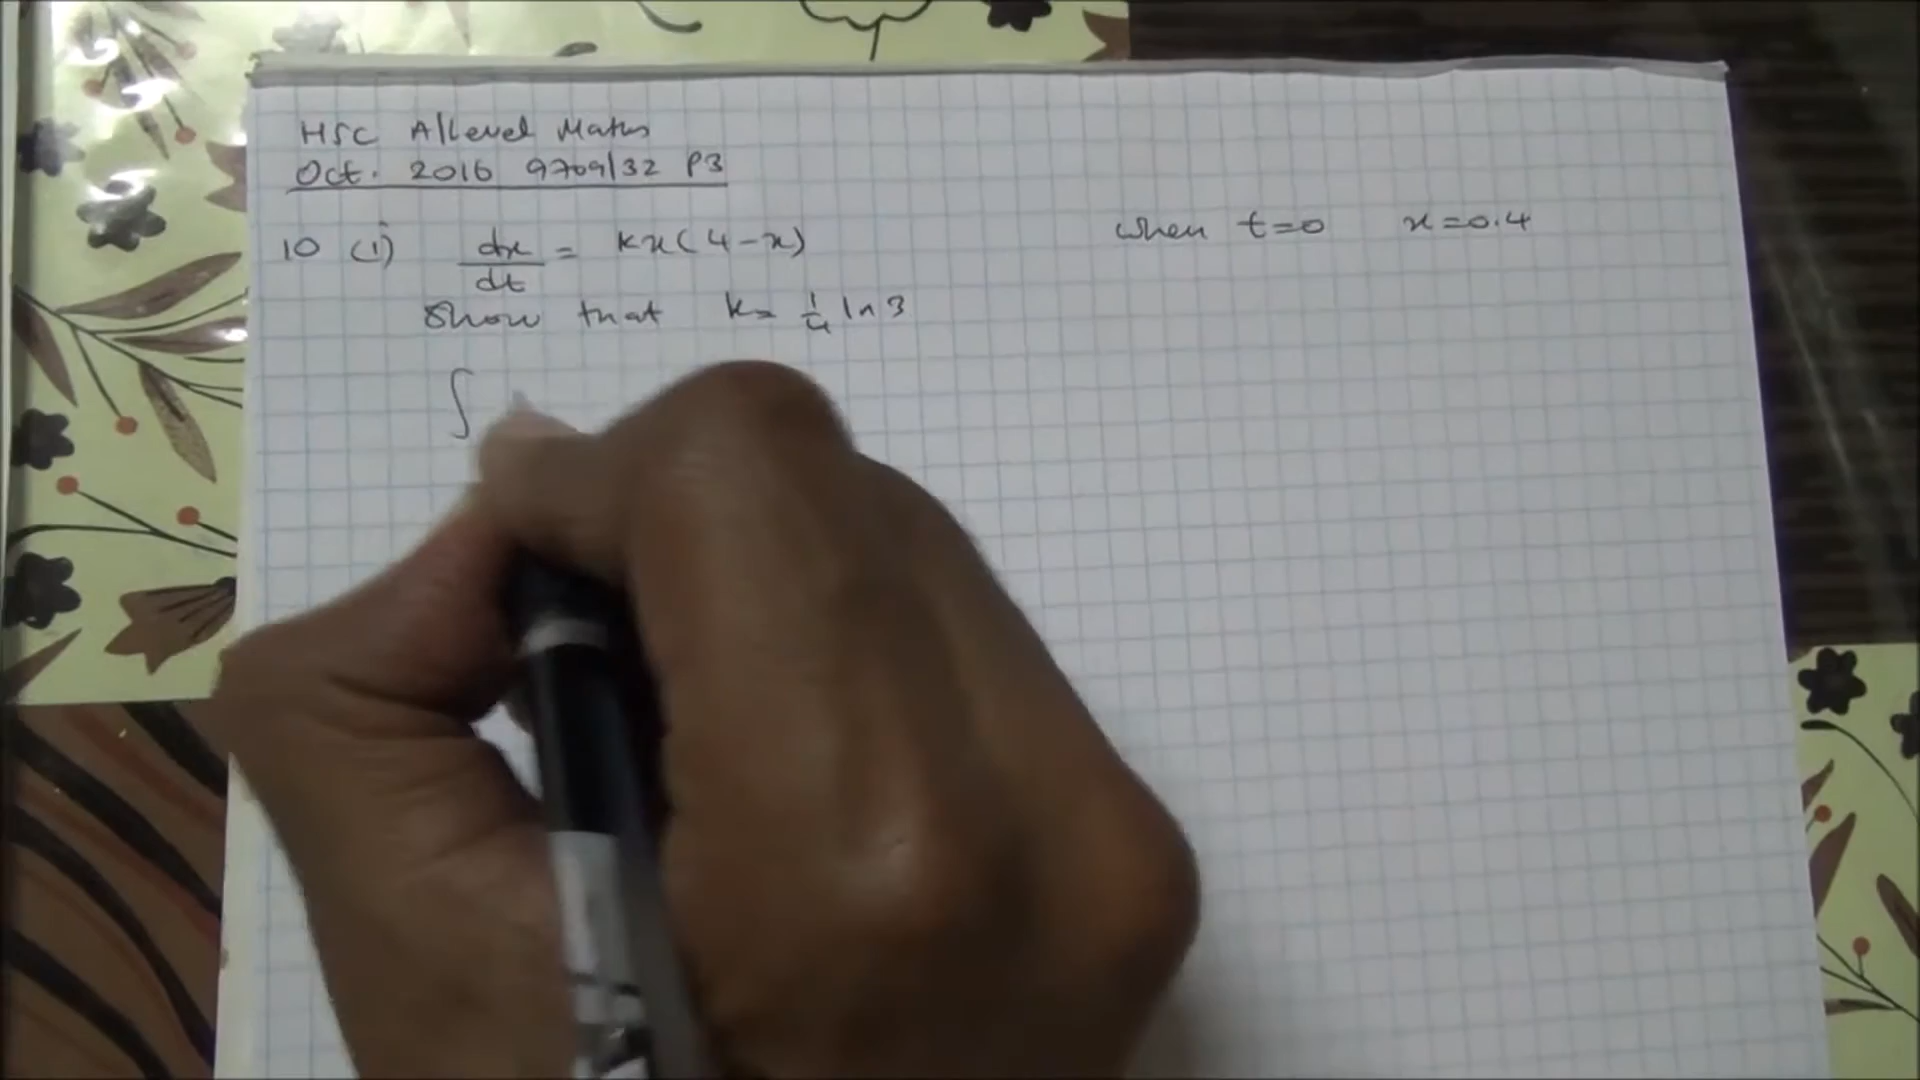 HSC A/Level Maths
Oct. 2016 9709/32 P3
10 (i) dx/dt = kx(4-x) when t=0 x=0.4
Show that k= 1/4 ln 3
∫